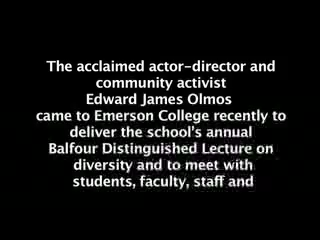 The acclaimed actor-director and
community activist
Edward James Olmos
came to Emerson College recently to
deliver the school's annual
Balfour Distinguished Lecture on
diversity and to meet with
students, faculty, staff and